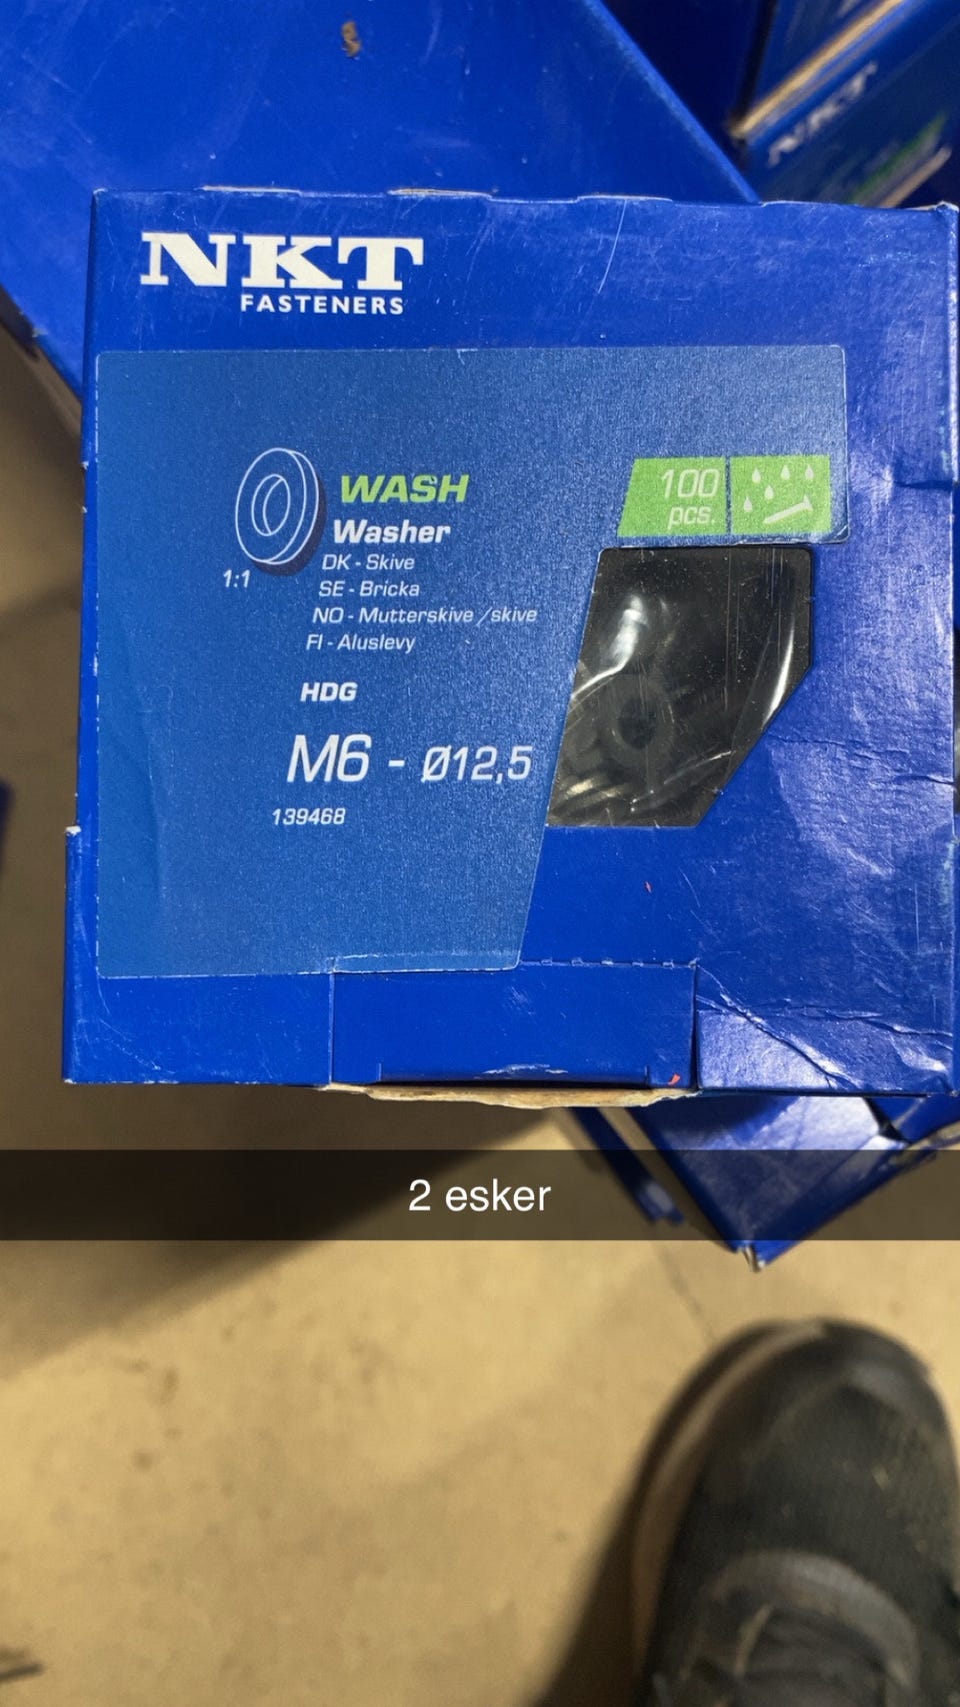 NKT
NKT
FASTENERS
WASH
Washer
DK - Skive
SE - Bricka
NO - Mutterskive /skive
FI - Aluslevy
1:1
100
pcs.
HDG
M6 - Ø12,5
139468
2 esker